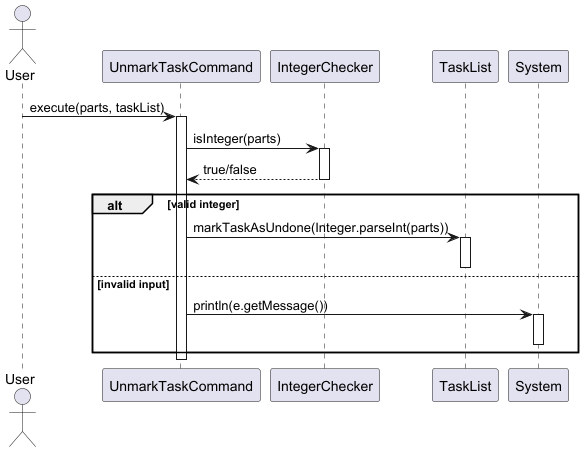 User
UnmarkTaskCommand
IntegerChecker
TaskList
System
execute(parts, taskList)
isInteger(parts)
true/false
alt
[valid integer]
markTaskAsUndone(Integer.parseInt(parts))
[invalid input]
println(e.getMessage())
User
UnmarkTaskCommand
IntegerChecker
TaskList
System